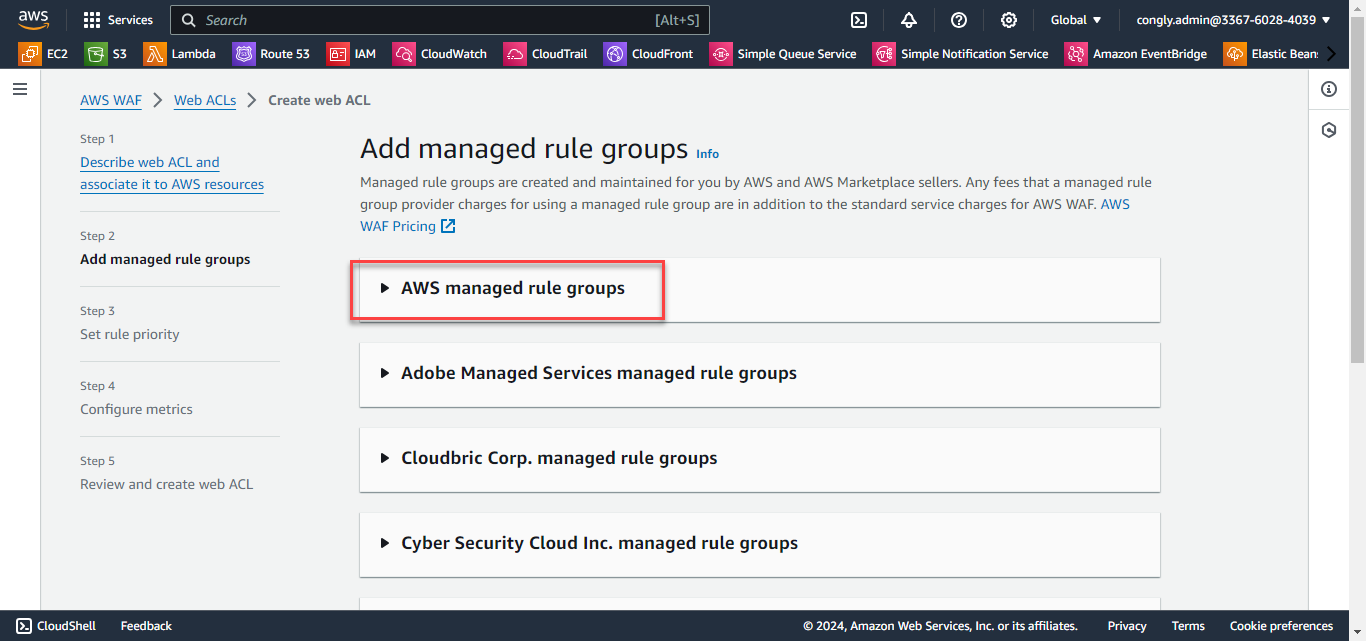 aws
Services
Search
[Alt+S]
Global
congly.admin@3367-6028-4039
EC2
S3
Lambda
Route 53
IAM
CloudWatch
CloudTrail
CloudFront
Simple Queue Service
Simple Notification Service
Amazon EventBridge
Elastic Bean
AWS WAF
Web ACLs
Create web ACL
Step 1
Describe web ACL and
associate it to AWS resources
Step 2
Add managed rule groups
Step 3
Set rule priority
Step 4
Configure metrics
Step 5
Review and create web ACL
Add managed rule groups Info
Managed rule groups are created and maintained for you by AWS and AWS Marketplace sellers. Any fees that a managed rule
group provider charges for using a managed rule group are in addition to the standard service charges for AWS WAF. AWS
WAF Pricing
AWS managed rule groups
Adobe Managed Services managed rule groups
Cloudbric Corp. managed rule groups
Cyber Security Cloud Inc. managed rule groups
CloudShell
Feedback
© 2024, Amazon Web Services, Inc. or its affiliates.
Privacy
Terms
Cookie preferences